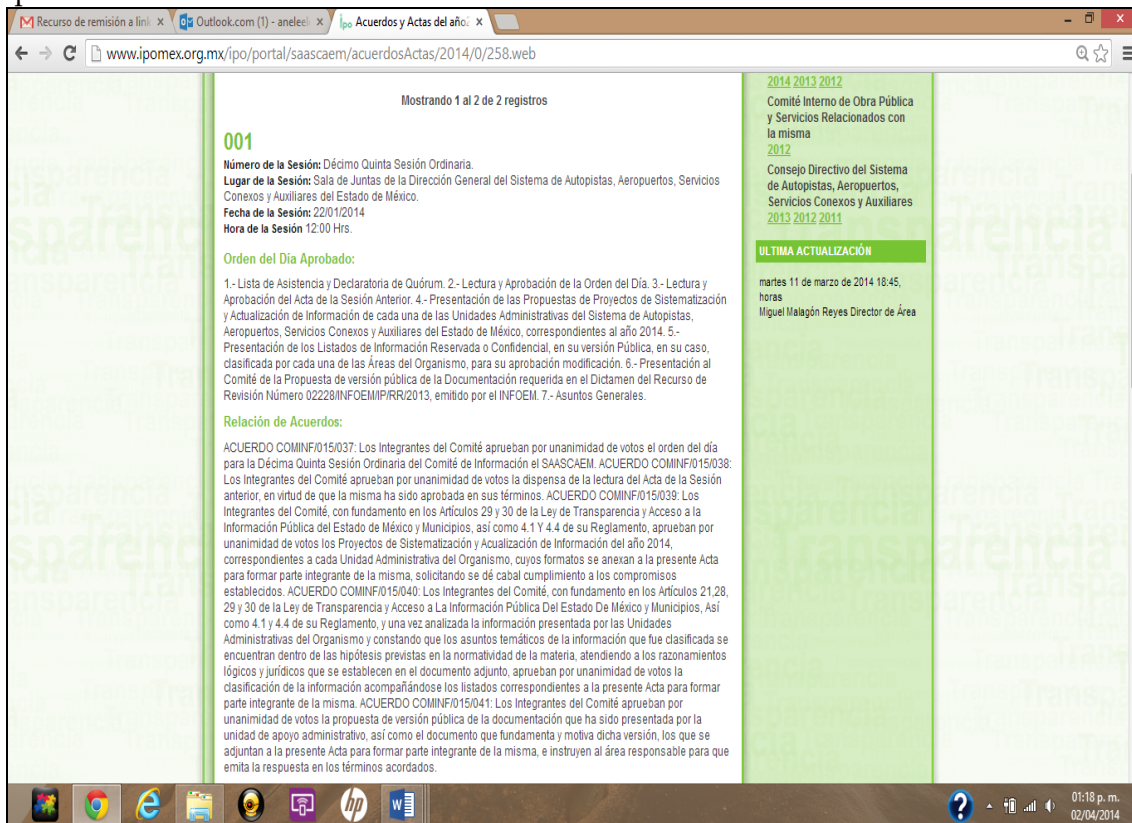 Recurso de remisión a link
Outlook.com (1) - aneleek
Acuerdos y Actas del año
www.ipomex.org.mx/ipo/portal/saascaem/acuerdosActas/2014/0/258.web
Mostrando 1 al 2 de 2 registros
001
Número de la Sesión: Décimo Quinta Sesión Ordinaria.
Lugar de la Sesión: Sala de Juntas de la Dirección General del Sistema de Autopistas, Aeropuertos, Servicios
Conexos y Auxiliares del Estado de México.
Fecha de la Sesión: 22/01/2014
Hora de la Sesión 12:00 Hrs.
Orden del Dia Aprobado:
1.- Lista de Asistencia y Declaratoria de Quórum. 2.- Lectura y Aprobación de la Orden del Día. 3.- Lectura y
Aprobación del Acta de la Sesión Anterior. 4.- Presentación de las Propuestas de Proyectos de Sistematización
y Actualización de Información de cada una de las Unidades Administrativas del Sistema de Autopistas,
Aeropuertos, Servicios Conexos y Auxiliares del Estado de México, correspondientes al año 2014. 5.-
Presentación de los Listados de Información Reservada o Confidencial, en su versión Pública, en su caso,
clasificada por cada una de las Áreas del Organismo, para su aprobación modificación. 6.- Presentación al
Comité de la Propuesta de versión pública de la Documentación requerida en el Dictamen del Recurso de
Revisión Número 02228/INFOEM/IP/RR/2013, emitido por el INFOEM. 7.- Asuntos Generales.
Relación de Acuerdos:
ACUERDO COMINF/015/037: Los Integrantes del Comité aprueban por unanimidad de votos el orden del día
para la Décima Quinta Sesión Ordinaria del Comité de Información el SAASCAEM. ACUERDO COMINF/015/038:
Los Integrantes del Comité aprueban por unanimidad de votos la dispensa de la lectura del Acta de la Sesión
anterior, en virtud de que la misma ha sido aprobada en sus términos. ACUERDO COMINF/015/039: Los
Integrantes del Comité, con fundamento en los Artículos 29 y 30 de la Ley de Transparencia y Acceso a la
Información Pública del Estado de México y Municipios, así como 4.1 Y 4.4 de su Reglamento, aprueban por
unanimidad de votos los Proyectos de Sistematización y Acualización de Información del año 2014,
correspondientes a cada Unidad Administrativa del Organismo, cuyos formatos se anexan a la presente Acta
para formar parte integrante de la misma, solicitando se dé cabal cumplimiento a los compromisos
establecidos. ACUERDO COMINF/015/040: Los Integrantes del Comité, con fundamento en los Artículos 21,28,
29 y 30 de la Ley de Transparencia y Acceso a La Información Pública Del Estado De México y Municipios, Así
como 4.1 y 4.4 de su Reglamento, y una vez analizada la información presentada por las Unidades
Administrativas del Organismo y constando que los asuntos temáticos de la información que fue clasificada se
encuentran dentro de las hipótesis previstas en la normatividad de la materia, atendiendo a los razonamientos
lógicos y jurídicos que se establecen en el documento adjunto, aprueban por unanimidad de votos la
clasificación de la información acompañándose los listados correspondientes a la presente Acta para formar
parte integrante de la misma. ACUERDO COMINF/015/041: Los Integrantes del Comité aprueban por
unanimidad de votos la propuesta de versión pública de la documentación que ha sido presentada por la
unidad de apoyo administrativo, así como el documento que fundamenta y motiva dicha versión, los que se
adjuntan a la presente Acta para formar parte integrante de la misma, e instruyen al área responsable para que
emita la respuesta en los términos acordados.
2014 2013 2012
Comité Interno de Obra Pública
y Servicios Relacionados con
la misma
2012
Consejo Directivo del Sistema
de Autopistas, Aeropuertos,
Servicios Conexos y Auxiliares
2013 2012 2011
ULTIMA ACTUALIZACIÓN
martes 11 de marzo de 2014 18:45,
horas
Miguel Malagón Reyes Director de Área
01:18 p. m.
02/04/2014